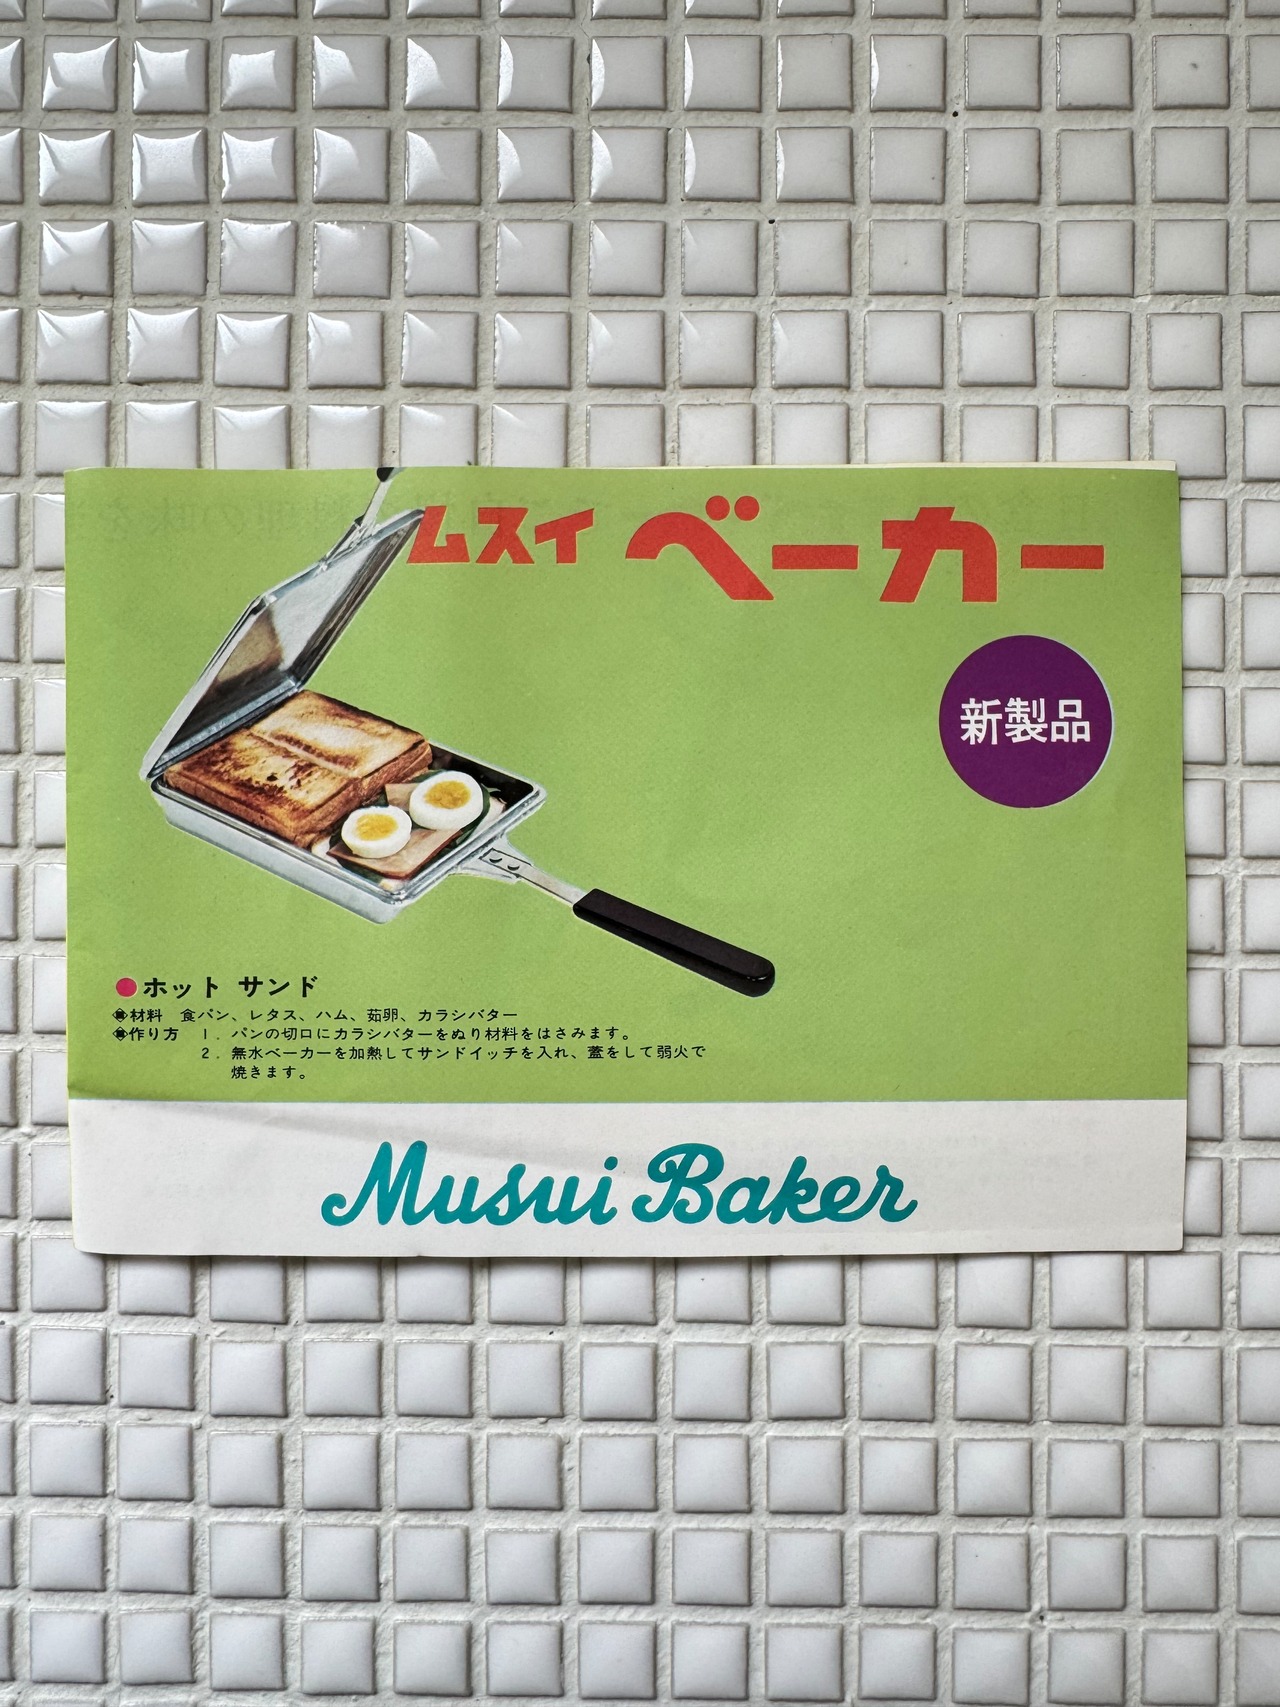 ムスイ ベーカー
新製品
●ホット サンド
材料 食パン、レタス、ハム、茹卵、カラシバター
作り方 1. パンの切口にカラシバターをぬり材料をはさみます。
2. 無水ベーカーを加熱してサンドイッチを入れ、蓋をして弱火で
焼きます。
Musui Baker